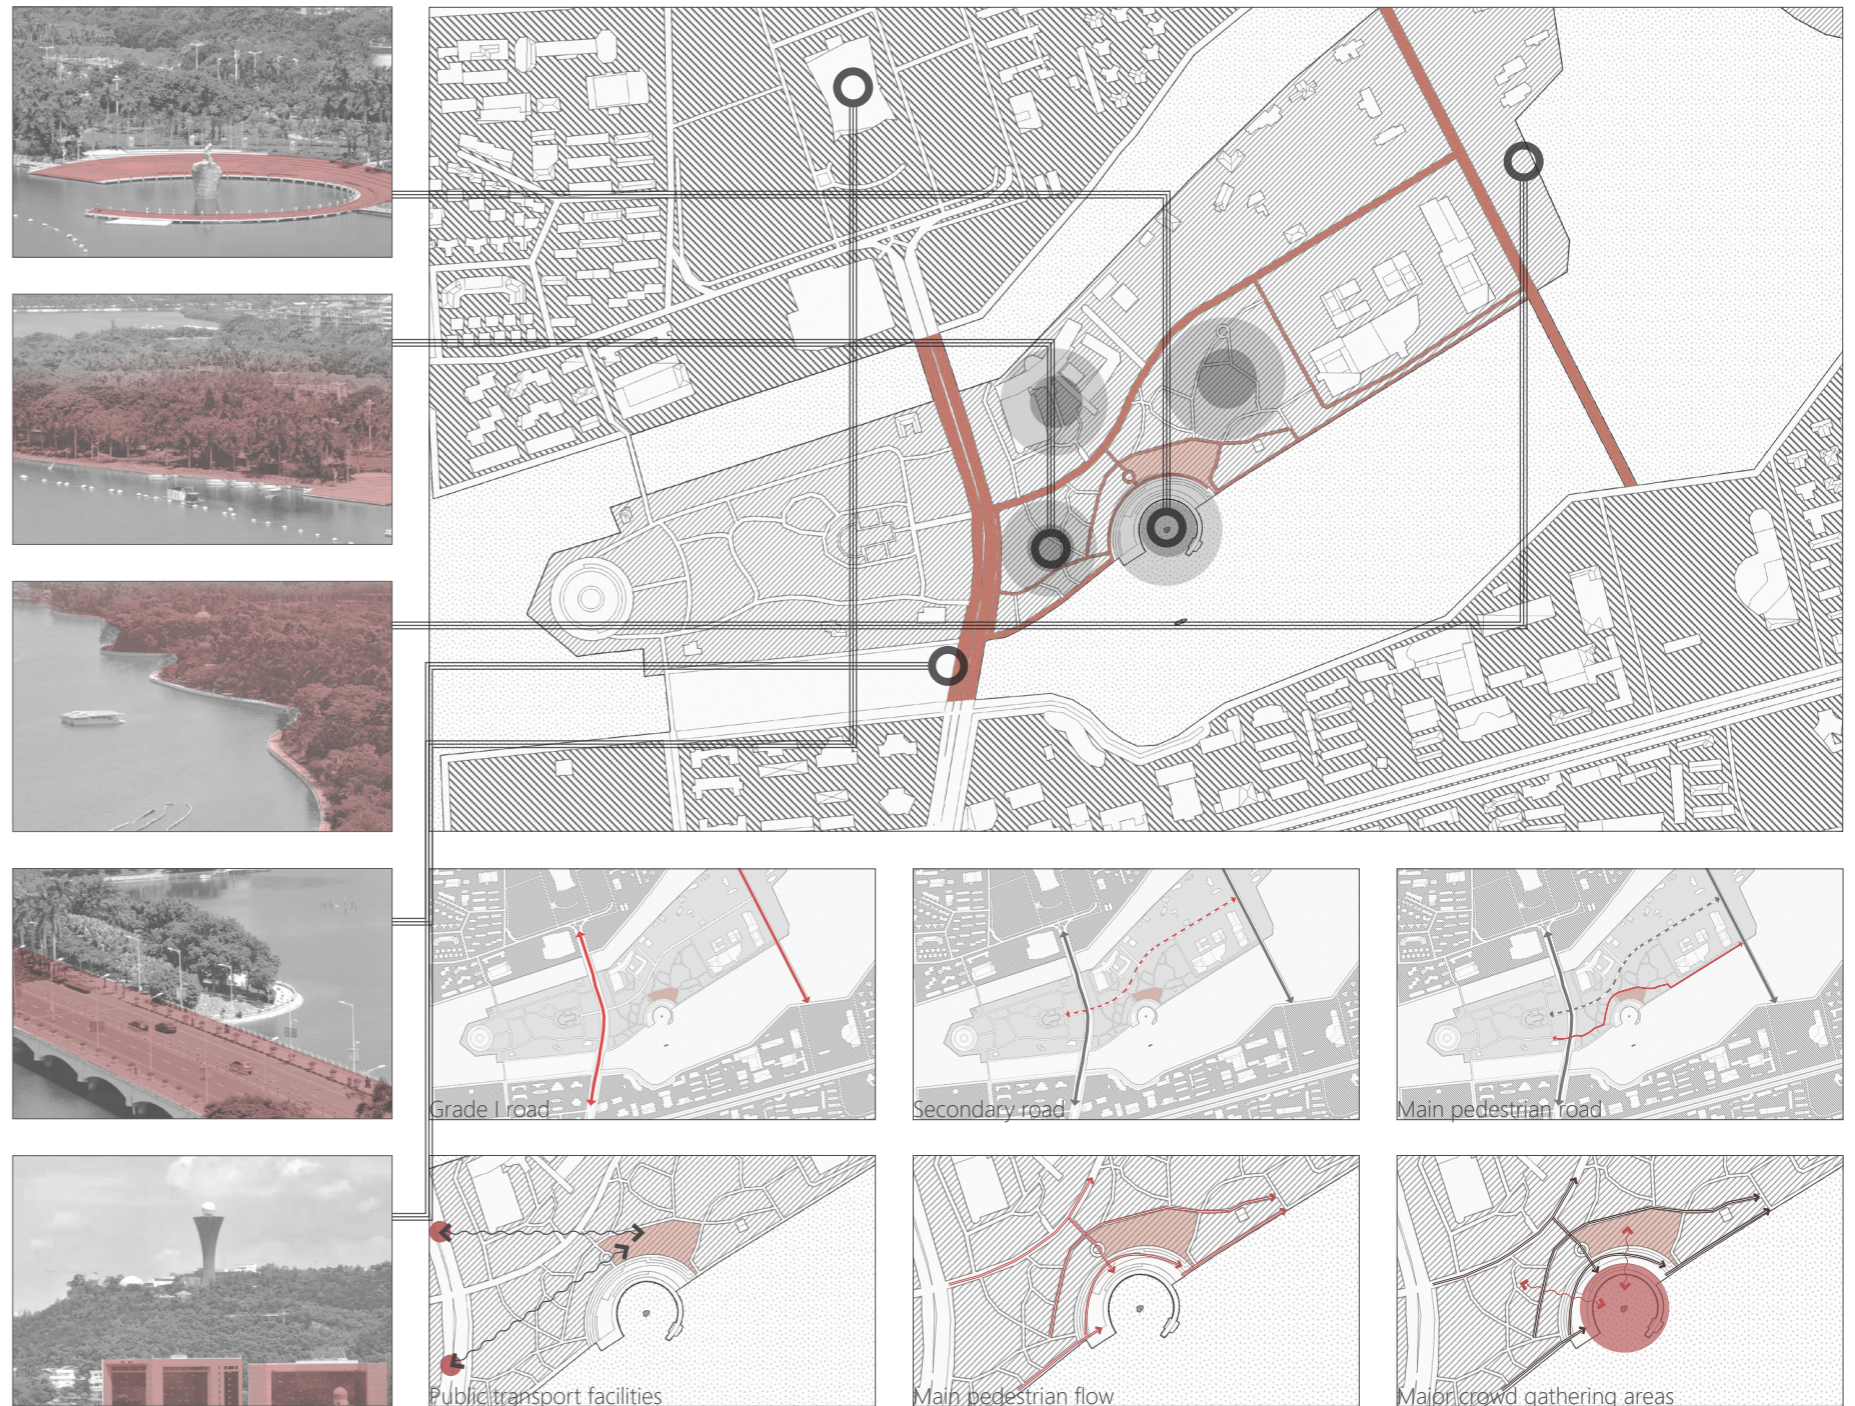 Grade I road
Secondary road
Main pedestrian road
Public transport facilities
Main pedestrian flow
Major crowd gathering areas